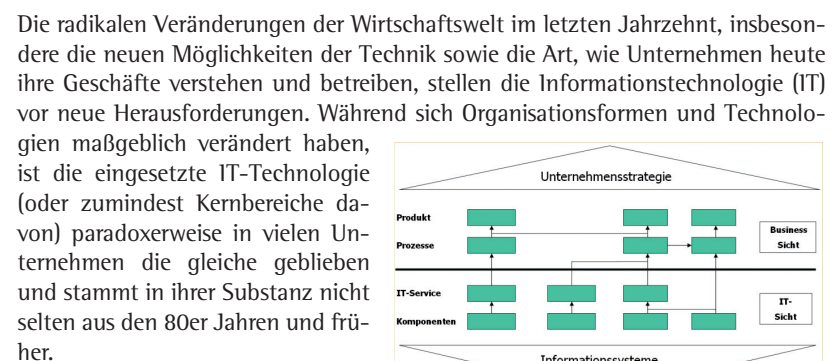 Die radikalen Veränderungen der Wirtschaftswelt im letzten Jahrzehnt, insbeson-
dere die neuen Möglichkeiten der Technik sowie die Art, wie Unternehmen heute
ihre Geschäfte verstehen und betreiben, stellen die Informationstechnologie (IT)
vor neue Herausforderungen. Während sich Organisationsformen und Technolo-
gien maßgeblich verändert haben,
ist die eingesetzte IT-Technologie
(oder zumindest Kernbereiche da-
von) paradoxerweise in vielen Un-
ternehmen die gleiche geblieben
und stammt in ihrer Substanz nicht
selten aus den 80er Jahren und frü-
her.
Unternehmensstrategie
Produkt
Prozesse
Business
Sicht
IT-Service
Komponenten
IT-
Sicht
Informationssysteme